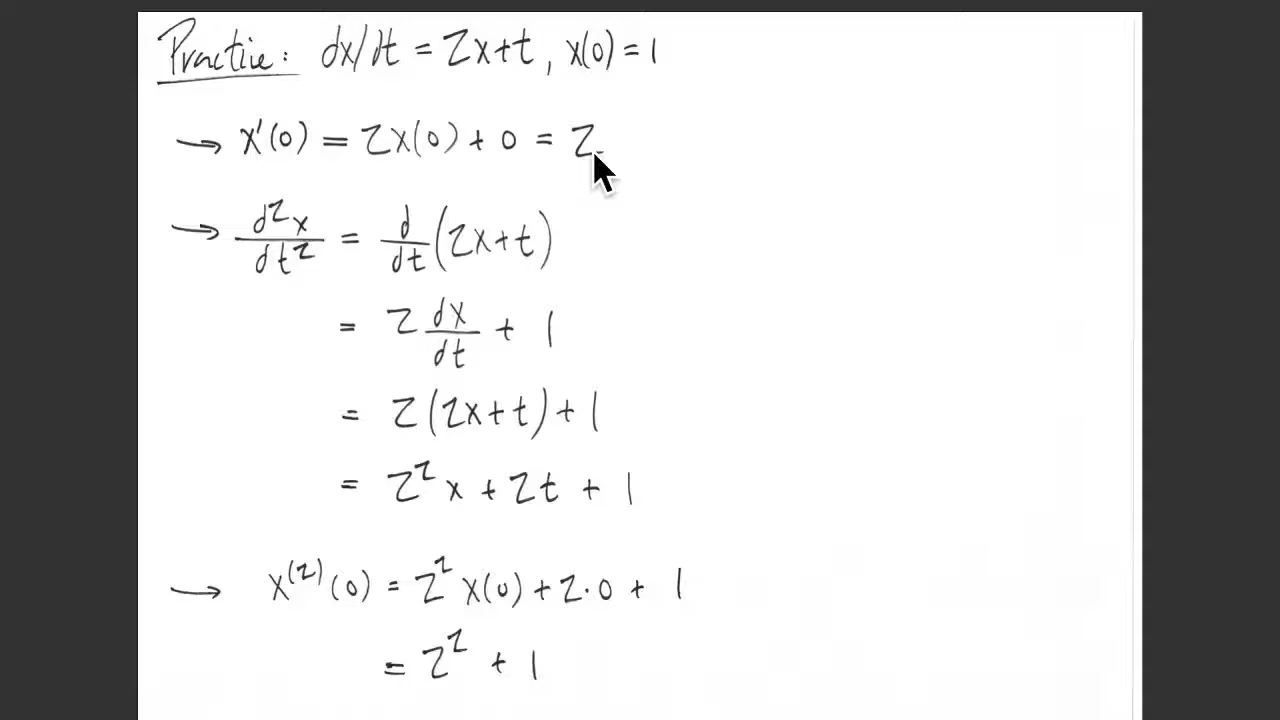 Practice: dx/dt = 2x+t, x(0) = 1
→ x'(0) = 2x(0) + 0 = 2.
→ d²x/dt² = d/dt (2x+t)
= 2 dx/dt + 1
= 2(2x+t)+1
= 2²x + 2t + 1
→ x⁽²⁾(0) = 2²x(0) + 2·0 + 1
= 2² + 1